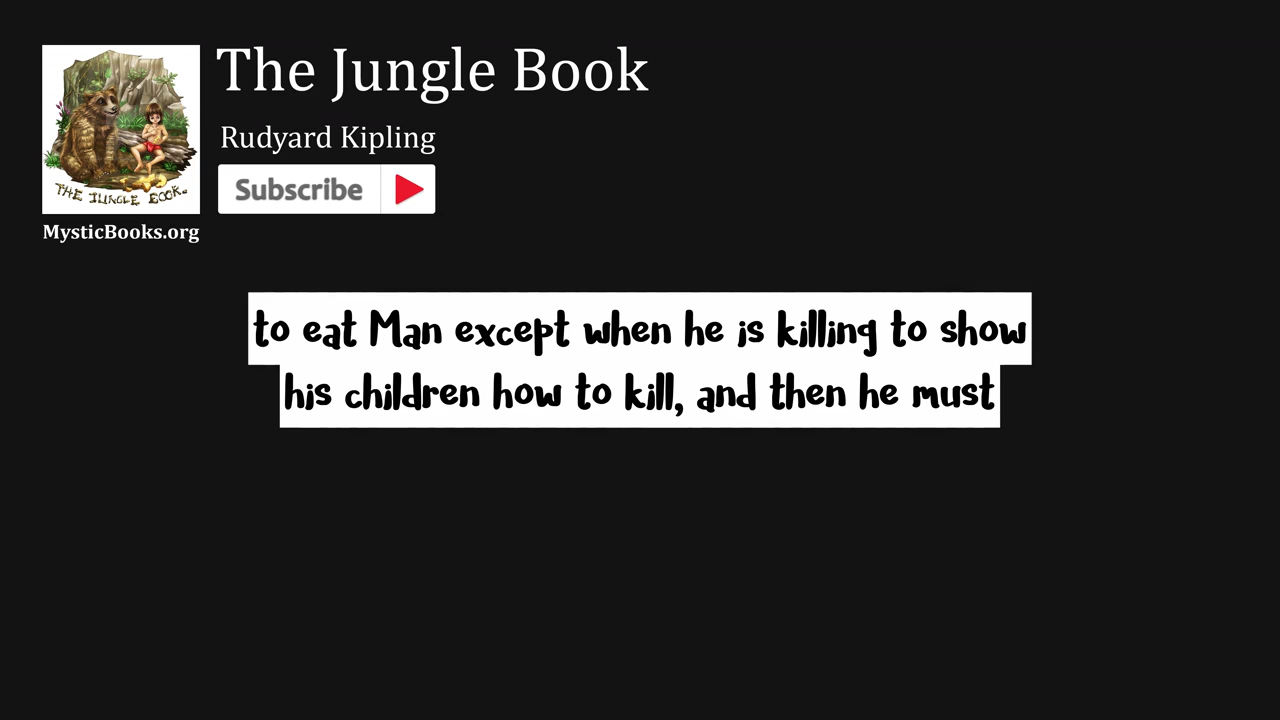 The Jungle Book
Rudyard Kipling
Subscribe
THE JUNGLE BOOK.
MysticBooks.org
to eat Man except when he is killing to show
his children how to kill, and then he must